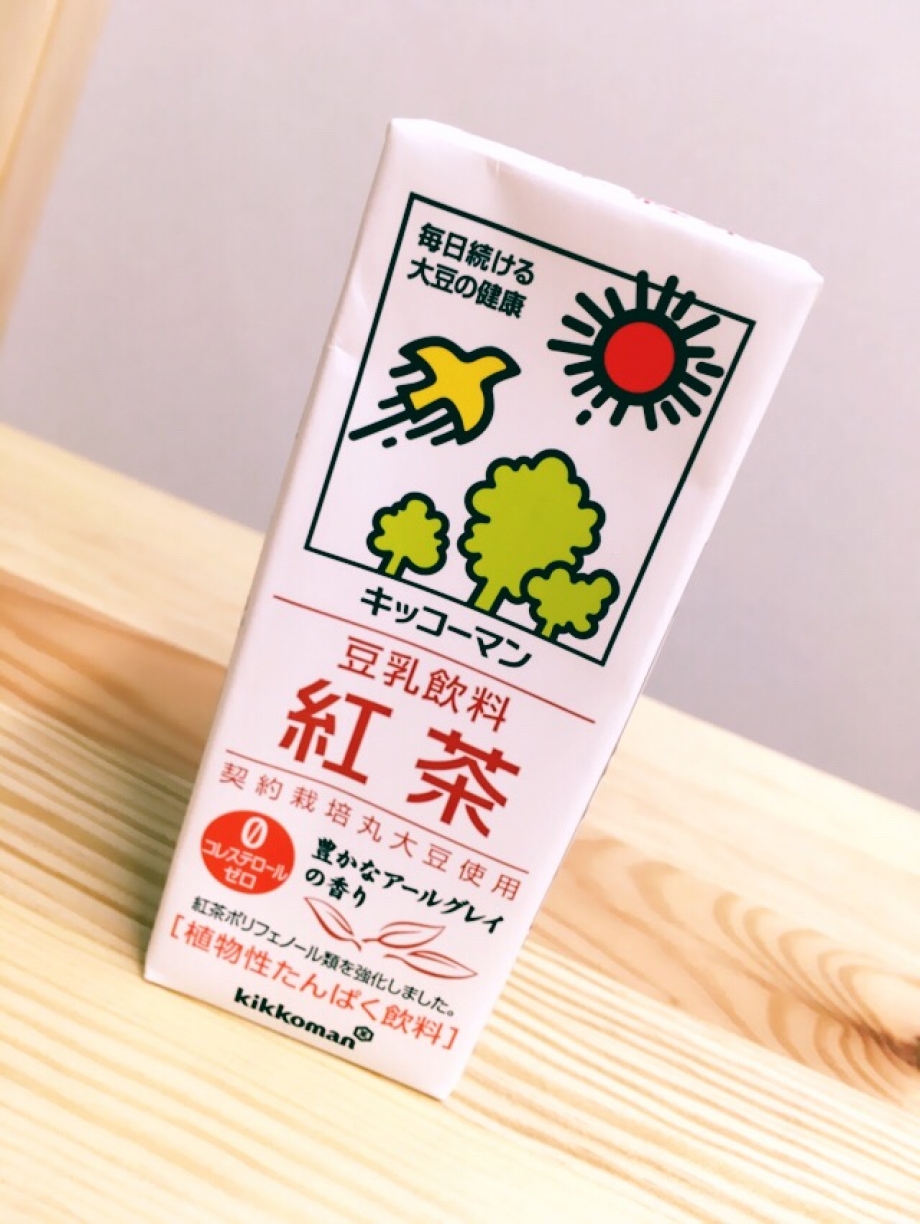 毎日続ける
大豆の健康
キッコーマン
豆乳飲料
紅茶
契約栽培丸大豆使用
0
コレステロール
ゼロ
豊かなアールグレイ
の香り
紅茶ポリフェノール類を強化しました。
[植物性たんぱく飲料]
kikkoman